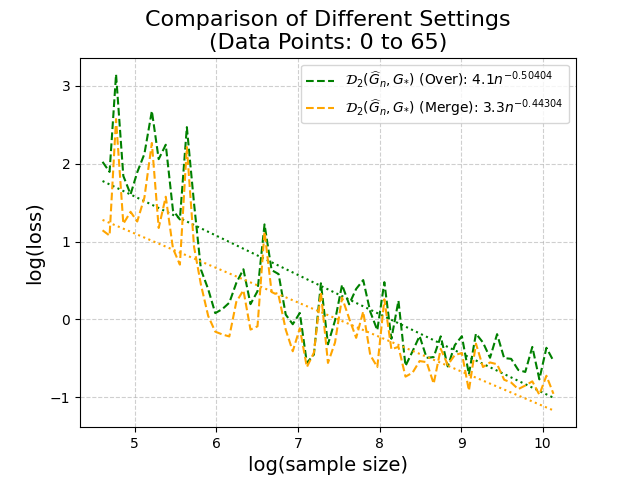 Comparison of Different Settings
(Data Points: 0 to 65)
𝒟₂(Ĝₙ, G⁎) (Over): 4.1n⁻⁰·⁵⁰⁴⁰⁴
𝒟₂(Ĝₙ, G⁎) (Merge): 3.3n⁻⁰·⁴⁴³⁰⁴
log(loss)
3
2
1
0
−1
5 6 7 8 9 10
log(sample size)